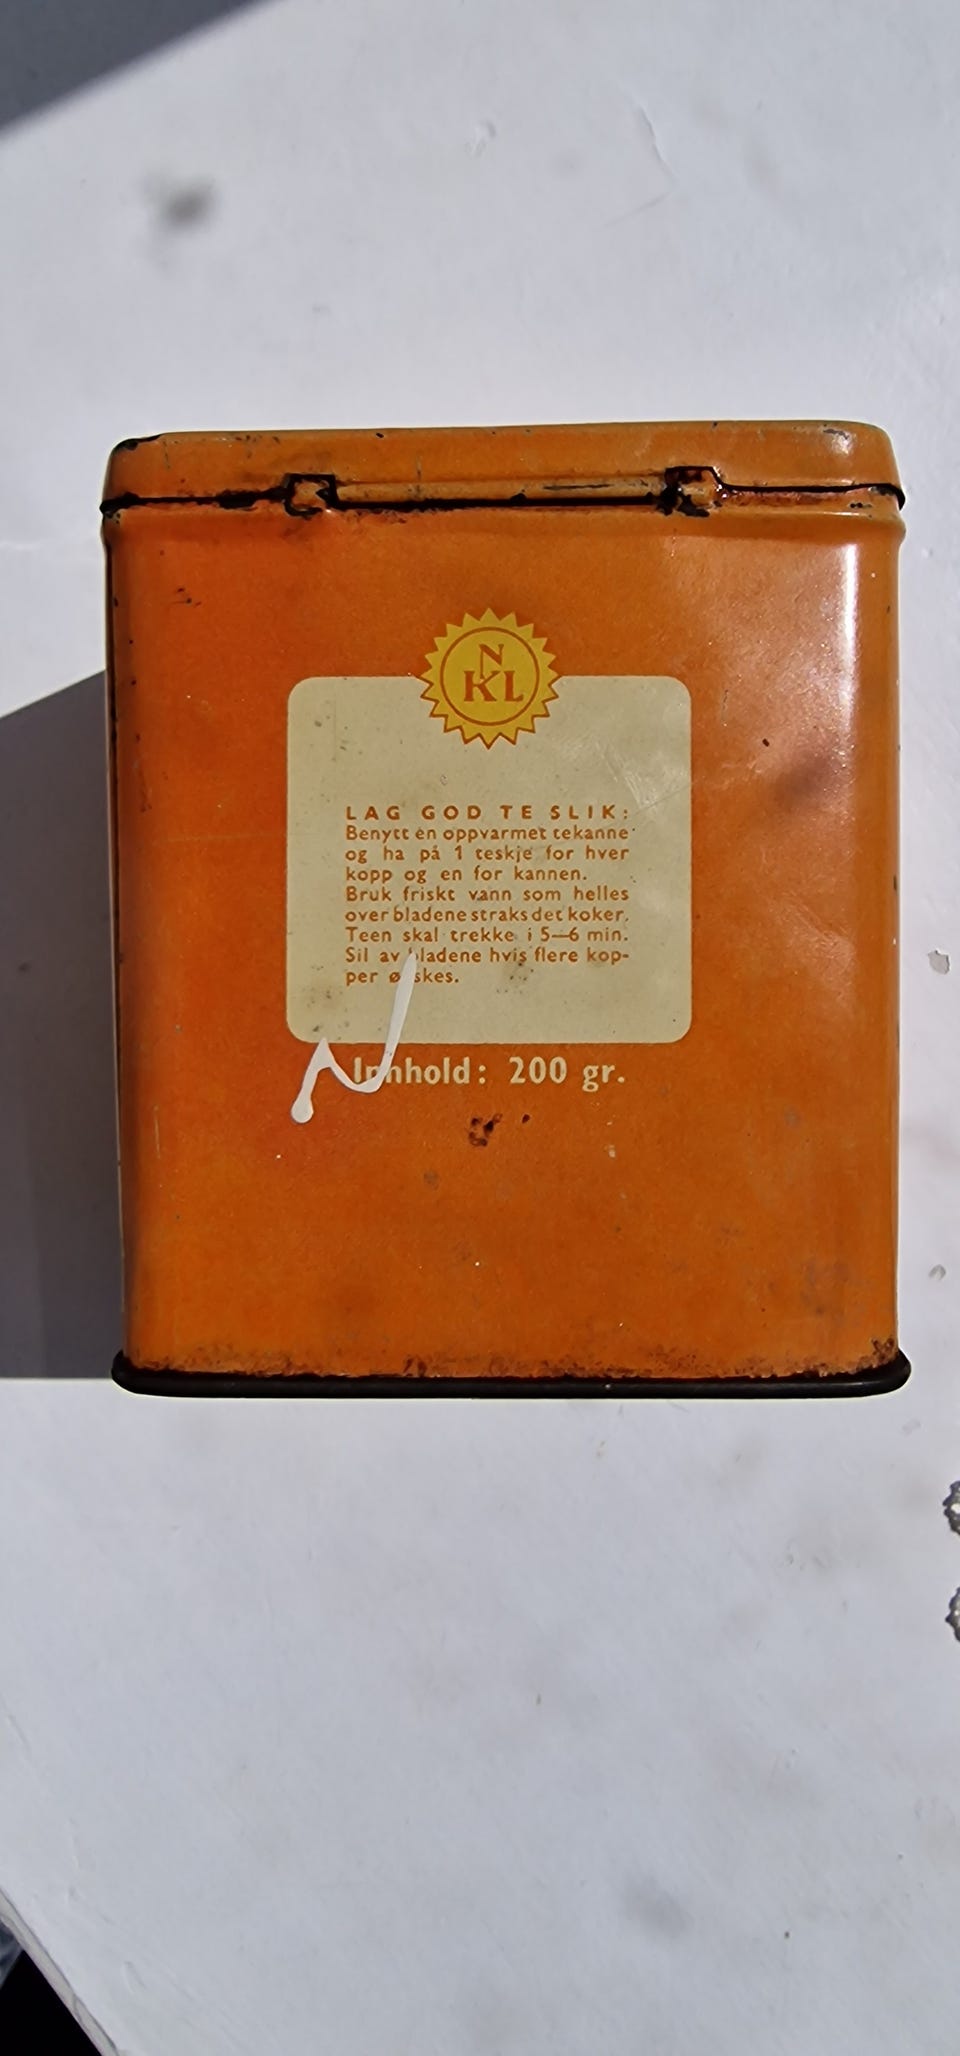 N
KL
LAG GOD TE SLIK:
Benytt en oppvarmet tekanne
og ha på 1 teskje for hver
kopp og en for kannen.
Bruk friskt vann som helles
over bladene straks det koker.
Teen skal trekke i 5—6 min.
Sil av bladene hvis flere kop-
per ønskes.
Innhold: 200 gr.